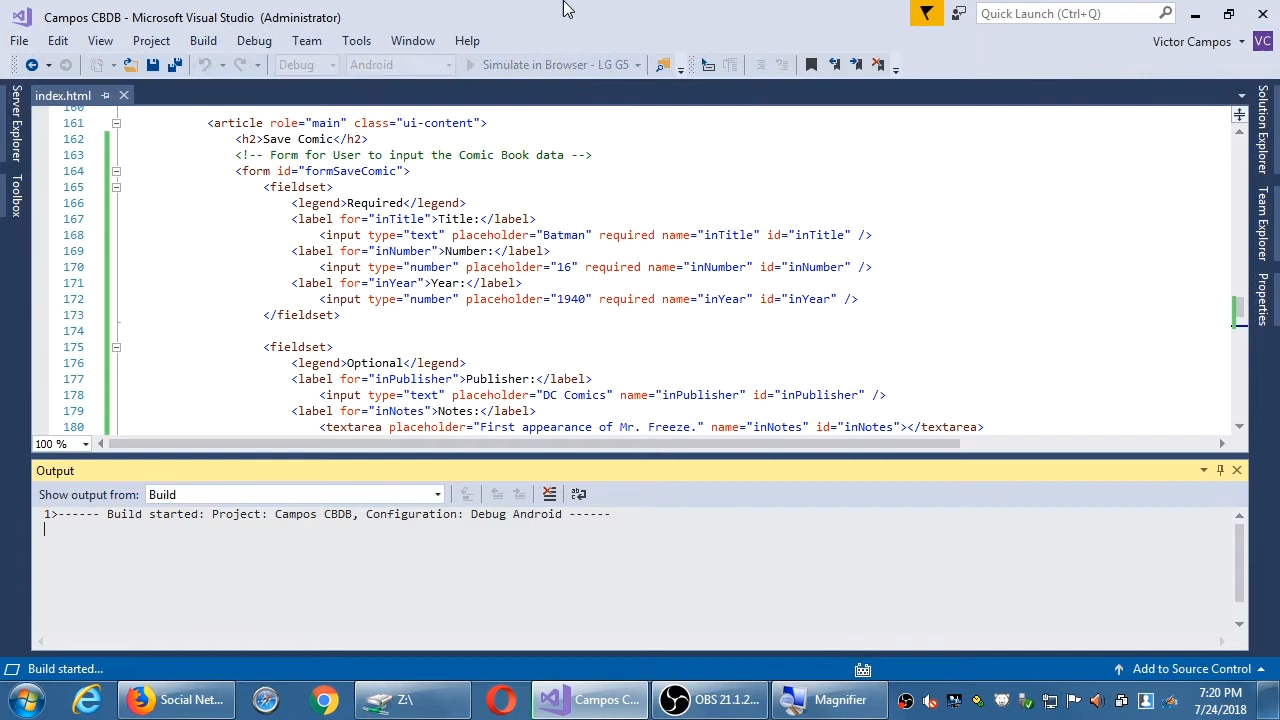 Campos CBDB - Microsoft Visual Studio (Administrator)
Quick Launch (Ctrl+Q)
File Edit View Project Build Debug Team Tools Window Help
Victor Campos VC
Debug Android Simulate in Browser - LG G5
Server Explorer
Toolbox
Solution Explorer
Team Explorer
Properties
index.html
160
161 <article role="main" class="ui-content">
162 <h2>Save Comic</h2>
163 <!-- Form for User to input the Comic Book data -->
164 <form id="formSaveComic">
165 <fieldset>
166 <legend>Required</legend>
167 <label for="inTitle">Title:</label>
168 <input type="text" placeholder="Batman" required name="inTitle" id="inTitle" />
169 <label for="inNumber">Number:</label>
170 <input type="number" placeholder="16" required name="inNumber" id="inNumber" />
171 <label for="inYear">Year:</label>
172 <input type="number" placeholder="1940" required name="inYear" id="inYear" />
173 </fieldset>
174
175 <fieldset>
176 <legend>Optional</legend>
177 <label for="inPublisher">Publisher:</label>
178 <input type="text" placeholder="DC Comics" name="inPublisher" id="inPublisher" />
179 <label for="inNotes">Notes:</label>
180 <textarea placeholder="First appearance of Mr. Freeze." name="inNotes" id="inNotes"></textarea>
100 %
Output
Show output from: Build
1>------ Build started: Project: Campos CBDB, Configuration: Debug Android ------
Build started...
Add to Source Control
Social Net...
Z:\
Campos C...
OBS 21.1.2...
Magnifier
7:20 PM
7/24/2018